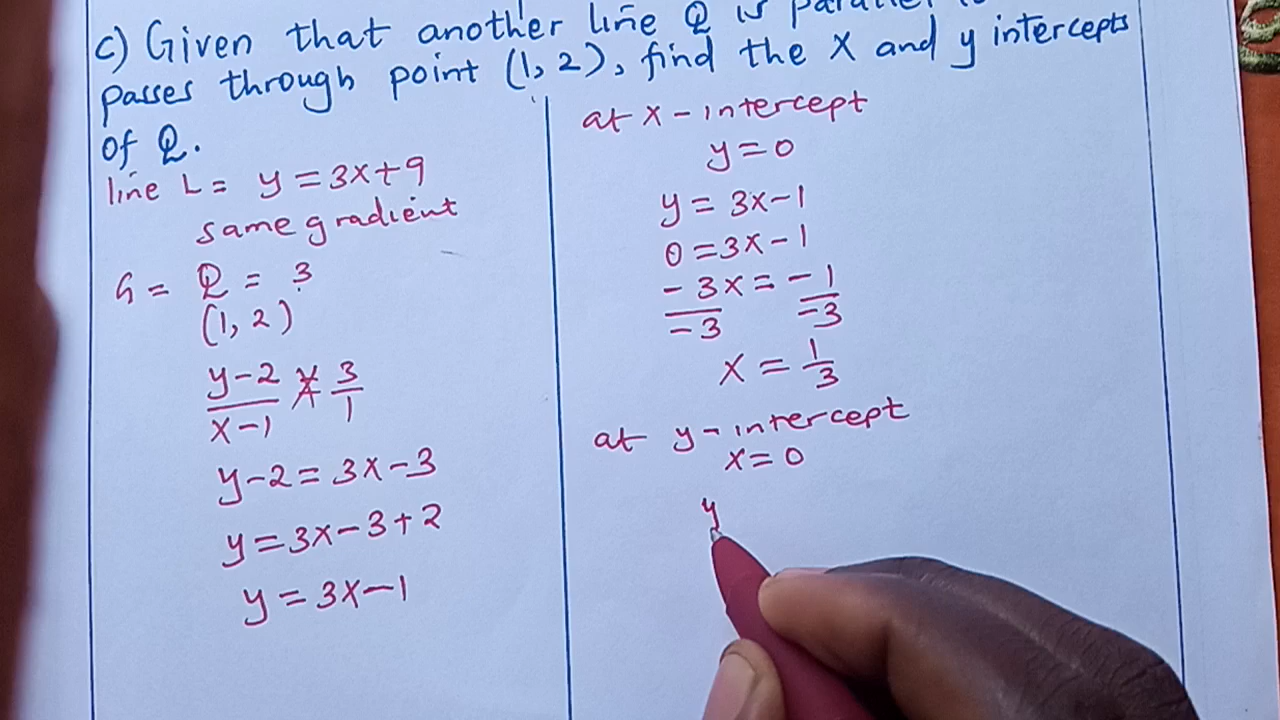 c) Given that another line Q is parallel
passes through point (1, 2), find the x and y intercepts
of Q.
line L = y = 3x+9
same gradient
G = Q = 3
(1, 2)
y-2 = 3
x-1 1
y-2 = 3x-3
y = 3x-3+2
y = 3x-1
at x-intercept
y=0
y = 3x-1
0 = 3x-1
-3x = -1
-3 -3
x = 1/3
at y-intercept
x=0
y